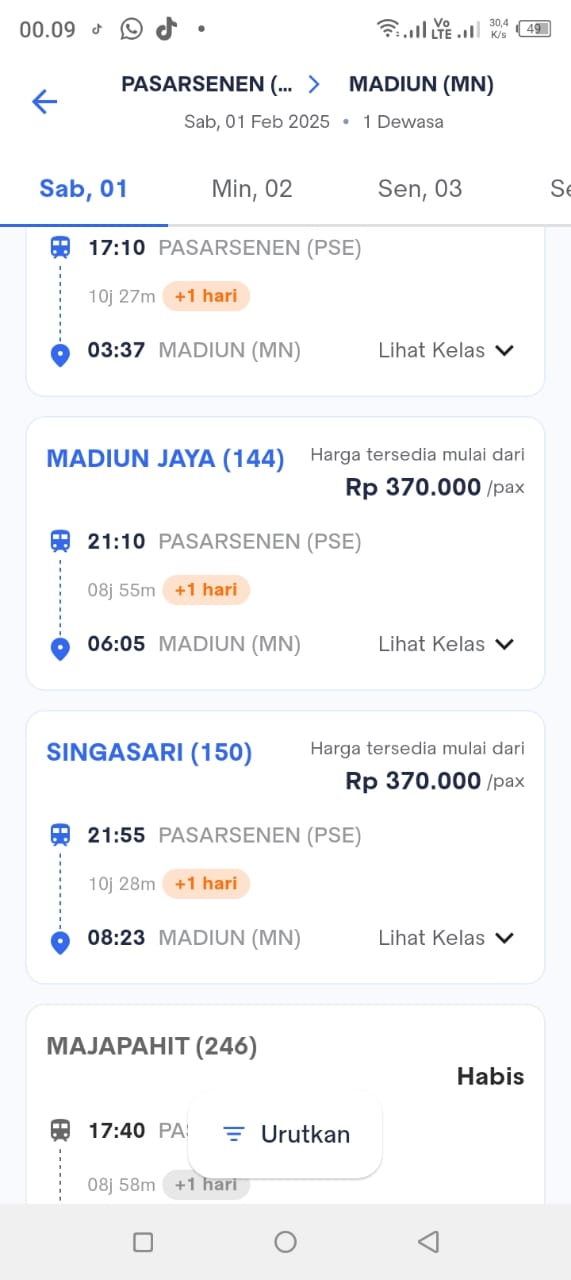 00.09
Vo LTE
30,4 K/s
49
PASARSENEN (... > MADIUN (MN)
Sab, 01 Feb 2025 • 1 Dewasa
Sab, 01 Min, 02 Sen, 03 Se
17:10 PASARSENEN (PSE)
10j 27m +1 hari
03:37 MADIUN (MN) Lihat Kelas
MADIUN JAYA (144) Harga tersedia mulai dari
Rp 370.000 /pax
21:10 PASARSENEN (PSE)
08j 55m +1 hari
06:05 MADIUN (MN) Lihat Kelas
SINGASARI (150) Harga tersedia mulai dari
Rp 370.000 /pax
21:55 PASARSENEN (PSE)
10j 28m +1 hari
08:23 MADIUN (MN) Lihat Kelas
MAJAPAHIT (246)
Habis
17:40 PA
Urutkan
08j 58m +1 hari